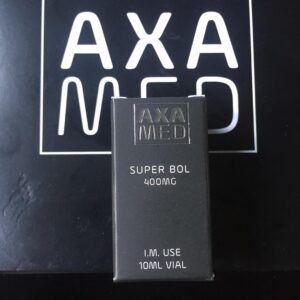 AXA
MED
AXA
MED
SUPER BOL
400MG
I.M. USE
10ML VIAL